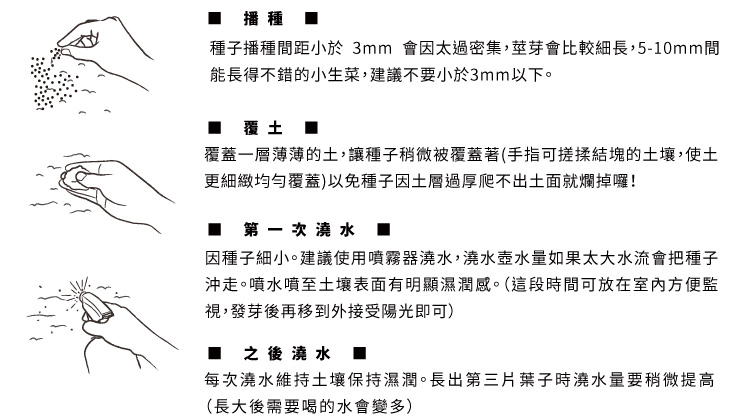 ■ 播種 ■
種子播種間距小於 3mm 會因太過密集，莖芽會比較細長，5-10mm間
能長得不錯的小生菜，建議不要小於3mm以下。
■ 覆土 ■
覆蓋一層薄薄的土，讓種子稍微被覆蓋著(手指可搓揉結塊的土壤，使土
更細緻均勻覆蓋)以免種子因土層過厚爬不出土面就爛掉囉！
■ 第一次澆水 ■
因種子細小。建議使用噴霧器澆水，澆水壺水量如果太大水流會把種子
沖走。噴水噴至土壤表面有明顯濕潤感。（這段時間可放在室內方便監
視，發芽後再移到外接受陽光即可）
■ 之後澆水 ■
每次澆水維持土壤保持濕潤。長出第三片葉子時澆水量要稍微提高
（長大後需要喝的水會變多）